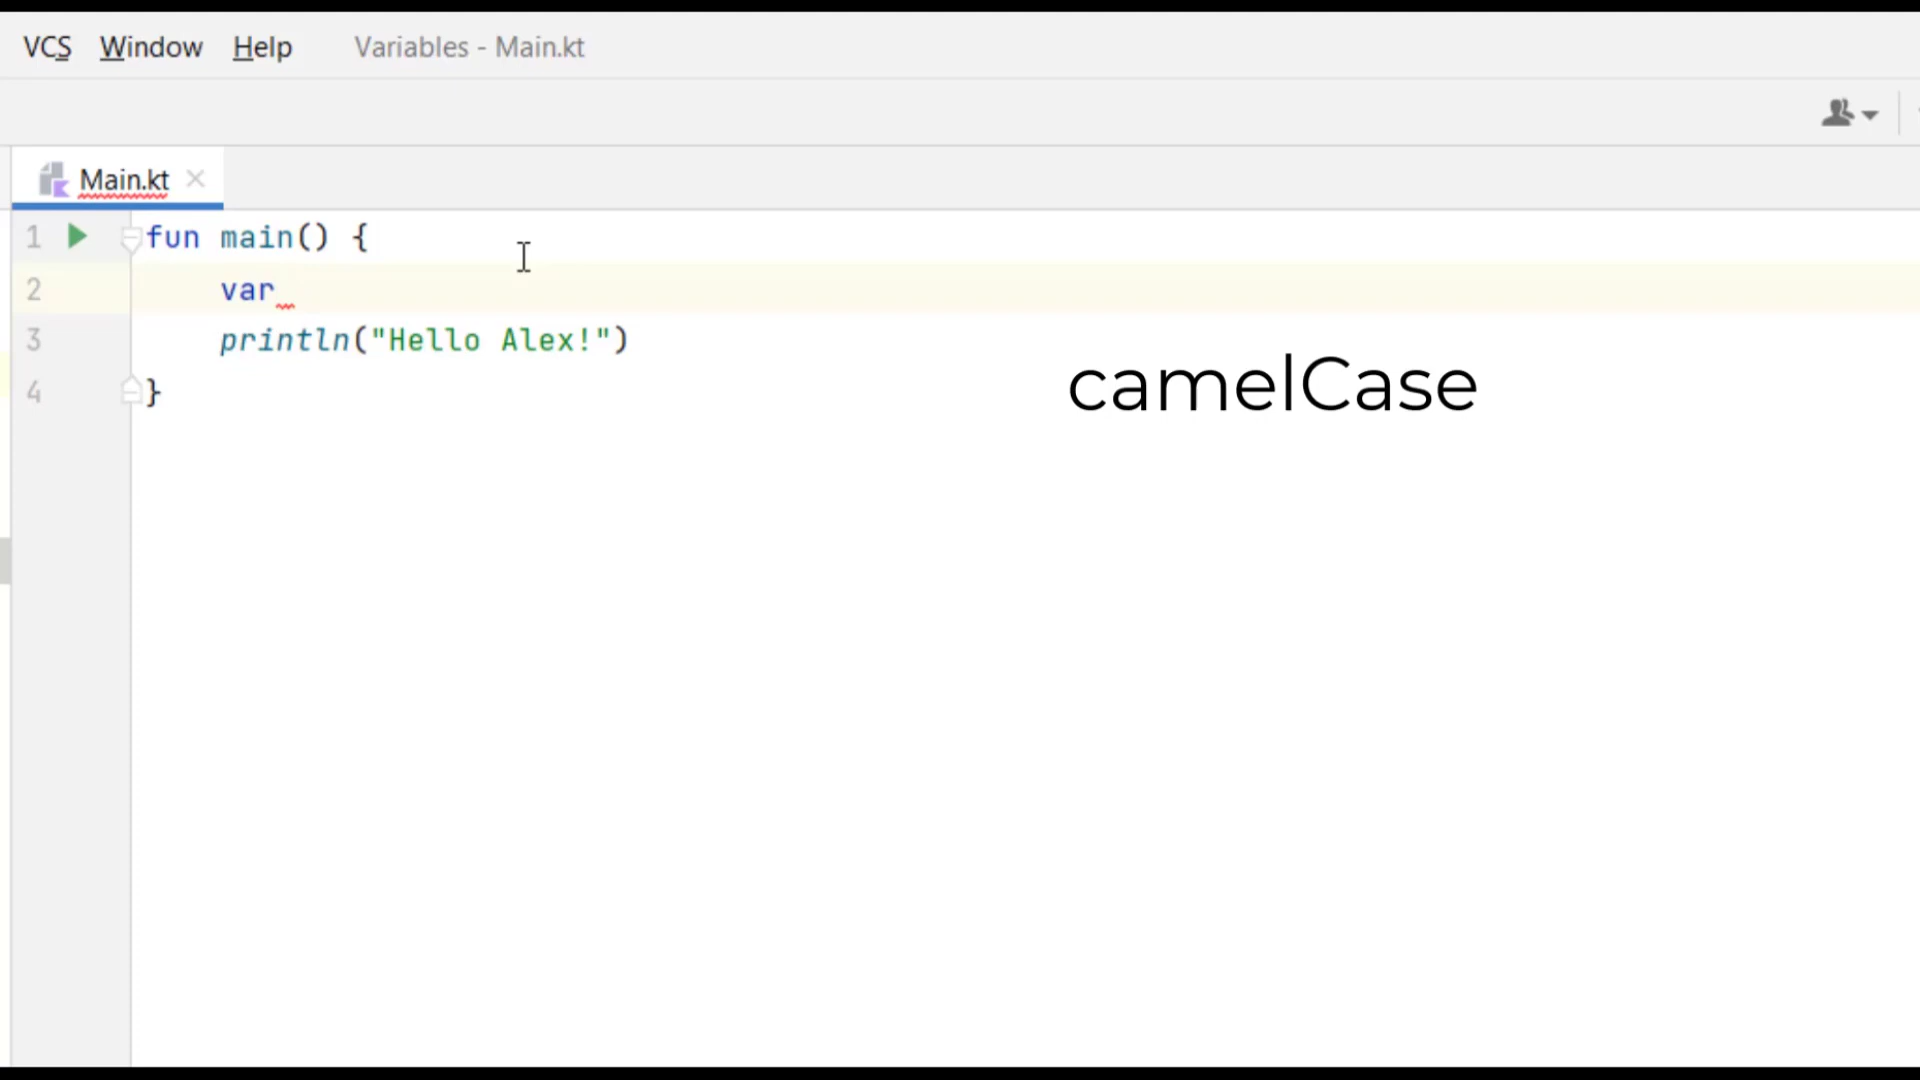 VCS Window Help Variables - Main.kt
Main.kt
1 fun main() {
2 var
3 println("Hello Alex!")
4 }
camelCase